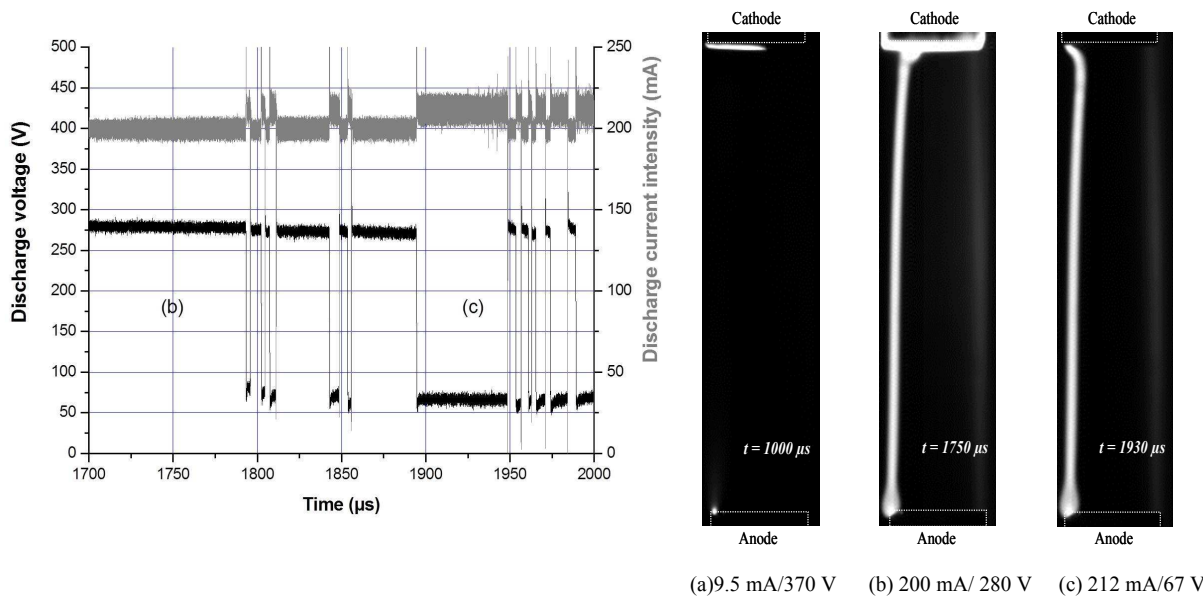 Discharge voltage (V)
500
450
400
350
300
250
200
150
100
50
0
(b)
(c)
1700
1750
1800
1850
1900
1950
2000
Time (µs)
250
200
150
100
50
0
Discharge current intensity (mA)
Cathode
t = 1000 µs
Anode
(a)9.5 mA/370 V
Cathode
t = 1750 µs
Anode
(b) 200 mA/ 280 V
Cathode
t = 1930 µs
Anode
(c) 212 mA/67 V